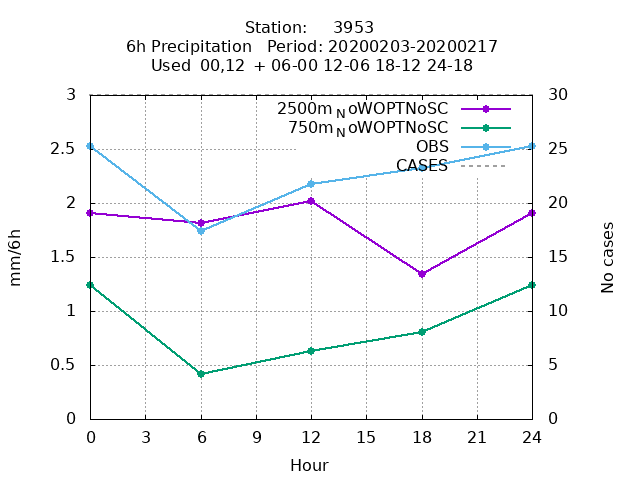 Station: 3953
6h Precipitation Period: 20200203-20200217
Used 00,12 + 06-00 12-06 18-12 24-18
3
2.5
2
1.5
1
0.5
0
30
25
20
15
10
5
0
2500m NoWOPTNoSC
750m NoWOPTNoSC
OBS
CASES
mm/6h
No cases
0 3 6 9 12 15 18 21 24
Hour